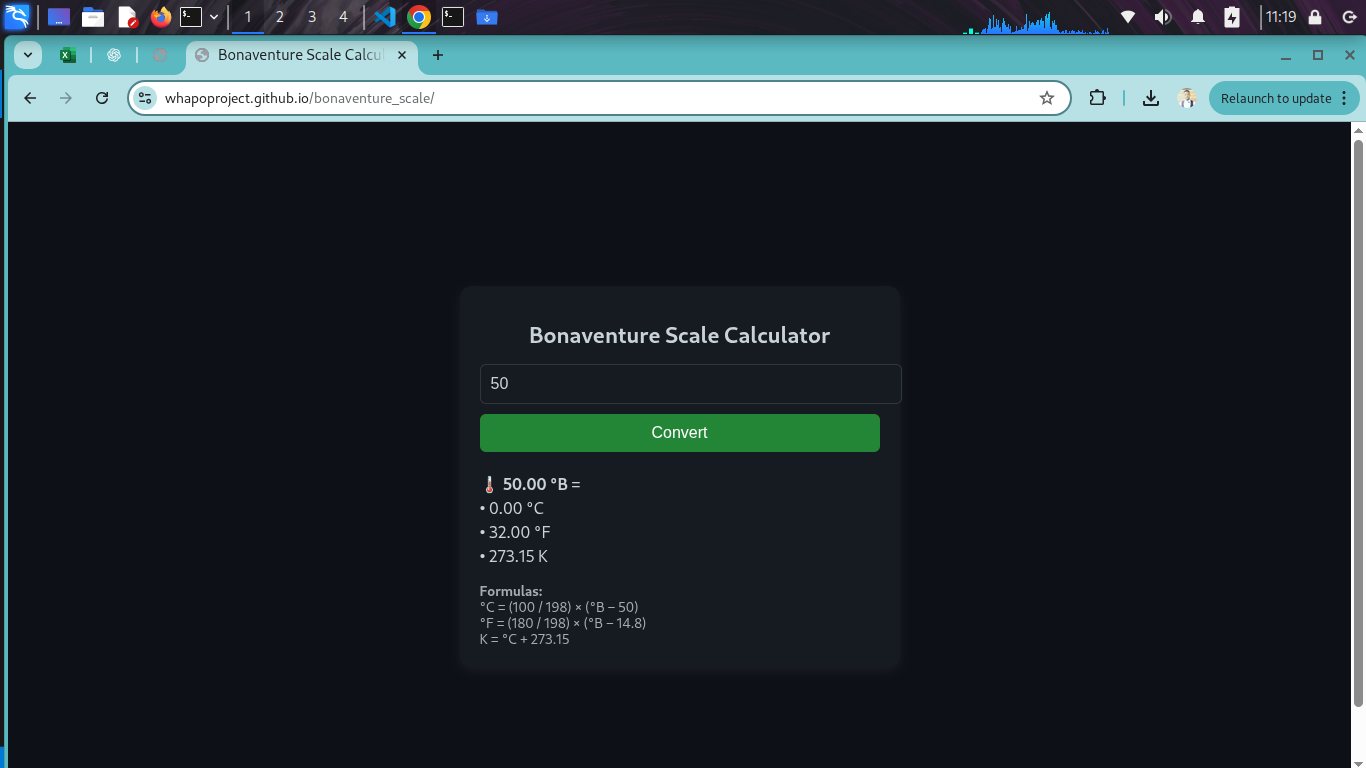 1 2 3 4 11:19
Bonaventure Scale Calcul
whapoproject.github.io/bonaventure_scale/ Relaunch to update
Bonaventure Scale Calculator
50
Convert
🌡️ 50.00 °B =
• 0.00 °C
• 32.00 °F
• 273.15 K
Formulas:
°C = (100 / 198) × (°B − 50)
°F = (180 / 198) × (°B − 14.8)
K = °C + 273.15